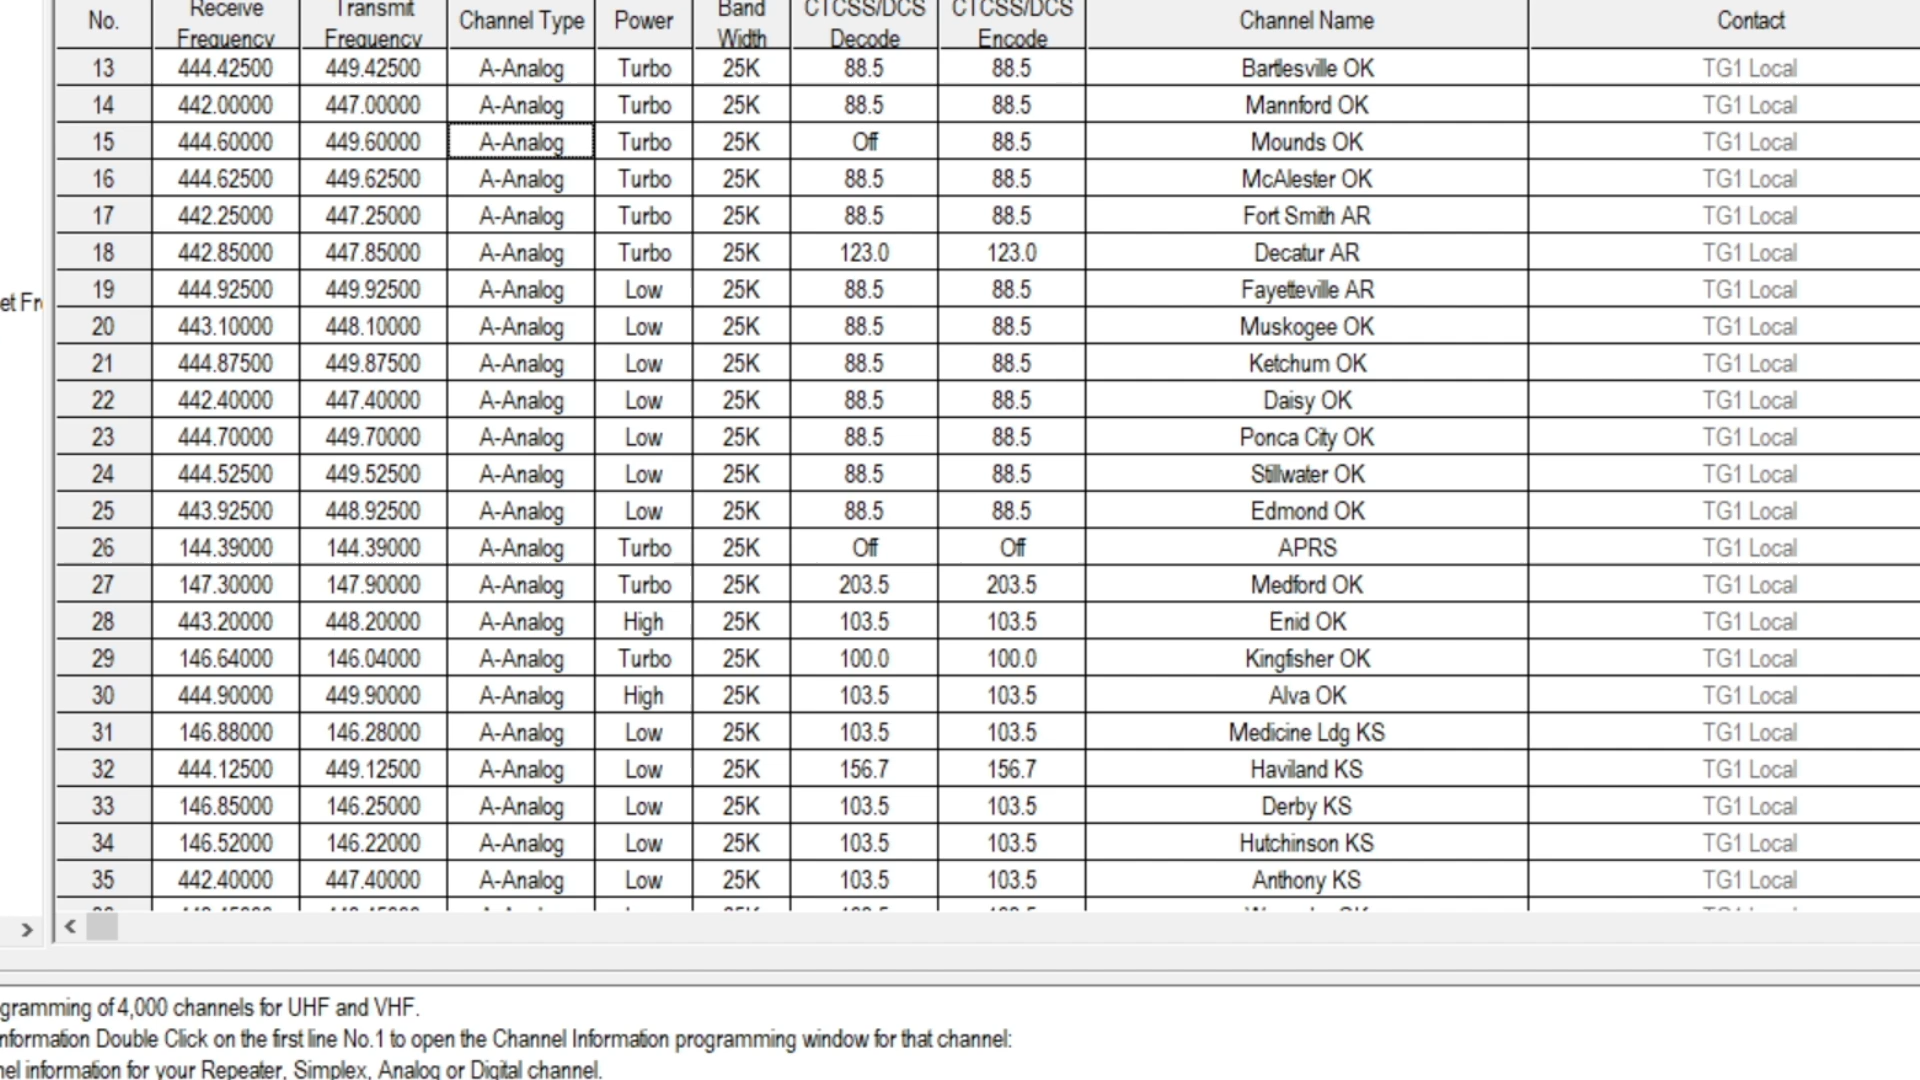 No. Receive Frequency Transmit Frequency Channel Type Power Band Width CTCSS/DCS Decode CTCSS/DCS Encode Channel Name Contact
13 444.42500 449.42500 A-Analog Turbo 25K 88.5 88.5 Bartlesville OK TG1 Local
14 442.00000 447.00000 A-Analog Turbo 25K 88.5 88.5 Mannford OK TG1 Local
15 444.60000 449.60000 A-Analog Turbo 25K Off 88.5 Mounds OK TG1 Local
16 444.62500 449.62500 A-Analog Turbo 25K 88.5 88.5 McAlester OK TG1 Local
17 442.25000 447.25000 A-Analog Turbo 25K 88.5 88.5 Fort Smith AR TG1 Local
18 442.85000 447.85000 A-Analog Turbo 25K 123.0 123.0 Decatur AR TG1 Local
19 444.92500 449.92500 A-Analog Low 25K 88.5 88.5 Fayetteville AR TG1 Local
et Fr
20 443.10000 448.10000 A-Analog Low 25K 88.5 88.5 Muskogee OK TG1 Local
21 444.87500 449.87500 A-Analog Low 25K 88.5 88.5 Ketchum OK TG1 Local
22 442.40000 447.40000 A-Analog Low 25K 88.5 88.5 Daisy OK TG1 Local
23 444.70000 449.70000 A-Analog Low 25K 88.5 88.5 Ponca City OK TG1 Local
24 444.52500 449.52500 A-Analog Low 25K 88.5 88.5 Stillwater OK TG1 Local
25 443.92500 448.92500 A-Analog Low 25K 88.5 88.5 Edmond OK TG1 Local
26 144.39000 144.39000 A-Analog Turbo 25K Off Off APRS TG1 Local
27 147.30000 147.90000 A-Analog Turbo 25K 203.5 203.5 Medford OK TG1 Local
28 443.20000 448.20000 A-Analog High 25K 103.5 103.5 Enid OK TG1 Local
29 146.64000 146.04000 A-Analog Turbo 25K 100.0 100.0 Kingfisher OK TG1 Local
30 444.90000 449.90000 A-Analog High 25K 103.5 103.5 Alva OK TG1 Local
31 146.88000 146.28000 A-Analog Low 25K 103.5 103.5 Medicine Ldg KS TG1 Local
32 444.12500 449.12500 A-Analog Low 25K 156.7 156.7 Haviland KS TG1 Local
33 146.85000 146.25000 A-Analog Low 25K 103.5 103.5 Derby KS TG1 Local
34 146.52000 146.22000 A-Analog Low 25K 103.5 103.5 Hutchinson KS TG1 Local
35 442.40000 447.40000 A-Analog Low 25K 103.5 103.5 Anthony KS TG1 Local
gramming of 4,000 channels for UHF and VHF.
nformation Double Click on the first line No.1 to open the Channel Information programming window for that channel:
nel information for your Repeater, Simplex, Analog or Digital channel.